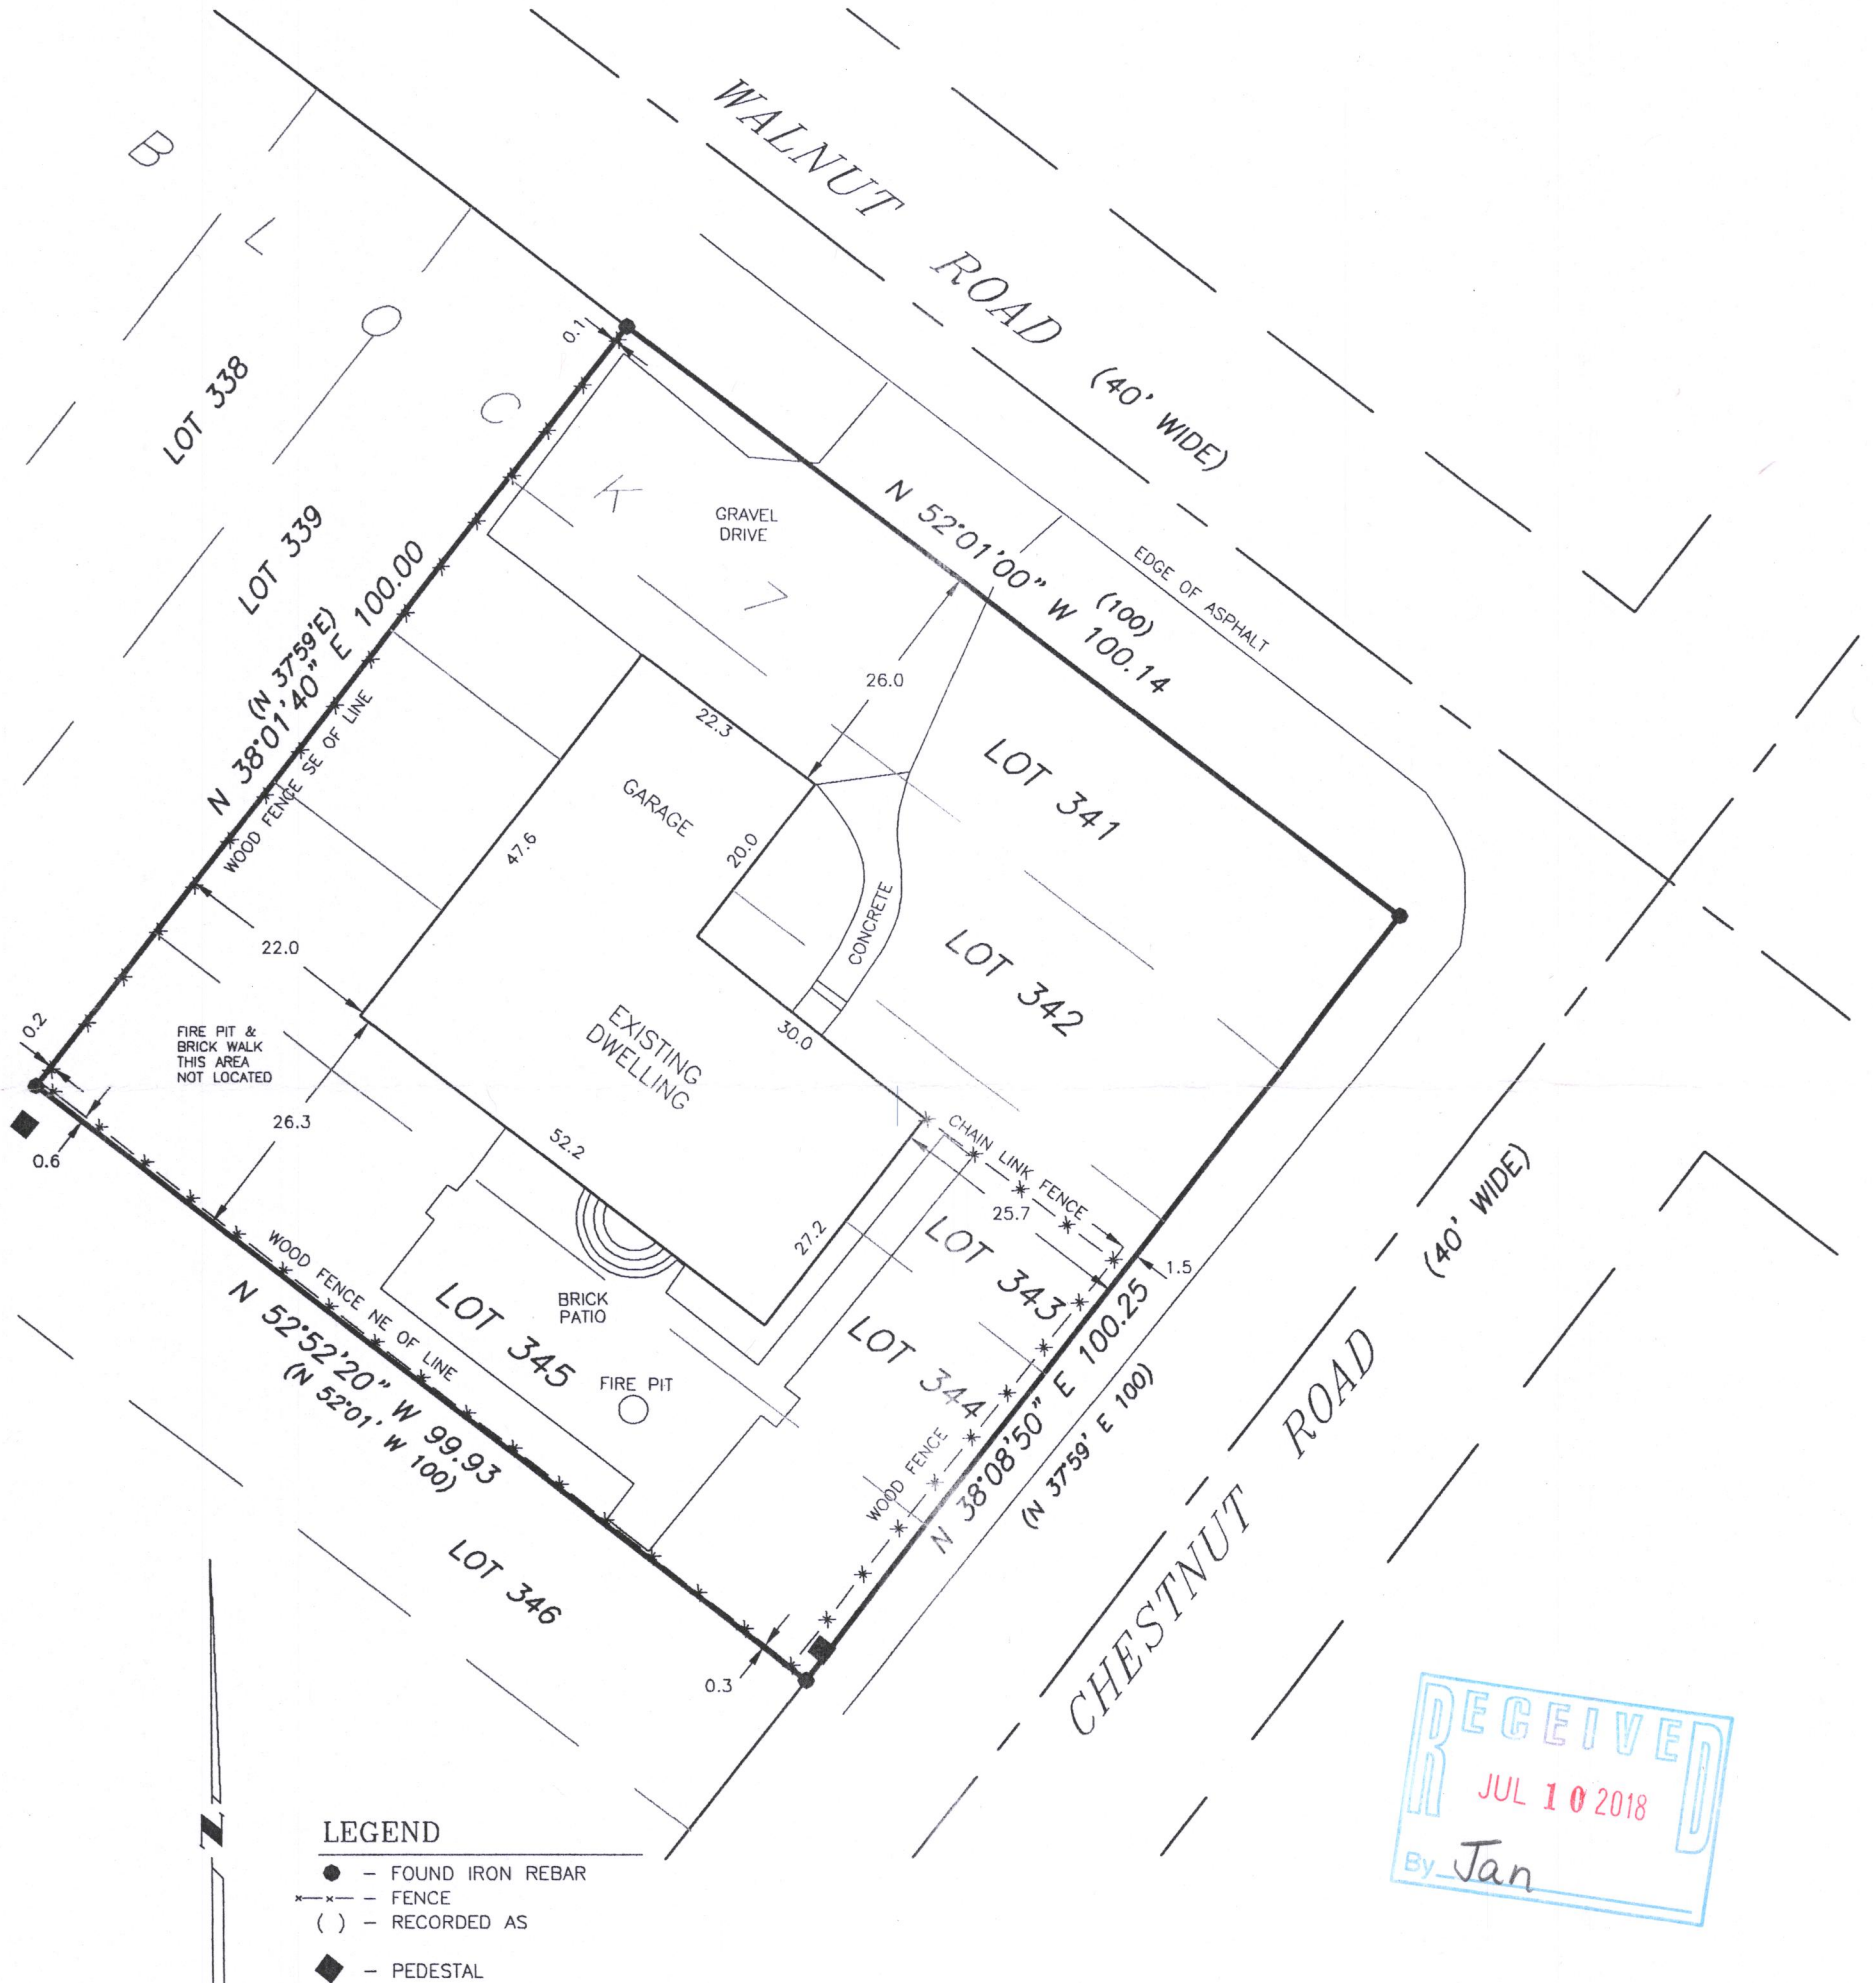 WALNUT ROAD (40' WIDE)
BLOCK 7
LOT 338
LOT 339
0.1
GRAVEL
DRIVE
N 52°01'00" W 100.14
(100)
EDGE OF ASPHALT
(N 37°59'E)
N 38°01'40" E 100.00
WOOD FENCE SE OF LINE
26.0
22.3
GARAGE
47.6
20.0
CONCRETE
LOT 341
LOT 342
22.0
0.2
FIRE PIT &
BRICK WALK
THIS AREA
NOT LOCATED
EXISTING
DWELLING
30.0
26.3
0.6
52.2
CHAIN LINK FENCE
25.7
27.2
LOT 343
1.5
LOT 344
WOOD FENCE NE OF LINE
N 52°52'20" W 99.93
(N 52°01' W 100)
LOT 345
BRICK
PATIO
FIRE PIT
WOOD FENCE
N 38°08'50" E 100.25
(N 37°59' E 100)
CHESTNUT ROAD (40' WIDE)
LOT 346
0.3
N
LEGEND
● – FOUND IRON REBAR
x—x— – FENCE
( ) – RECORDED AS
◆ – PEDESTAL
RECEIVED
JUL 10 2018
By Jan